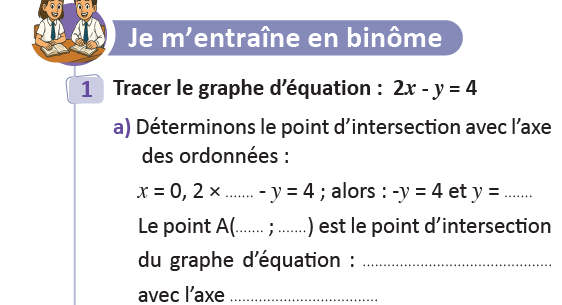 Je m'entraîne en binôme
1 Tracer le graphe d'équation : 2x - y = 4
a) Déterminons le point d'intersection avec l'axe
des ordonnées :
x = 0, 2 × ....... - y = 4 ; alors : -y = 4 et y = .......
Le point A(....... ; .......) est le point d'intersection
du graphe d'équation : ................................................
avec l'axe ......................................